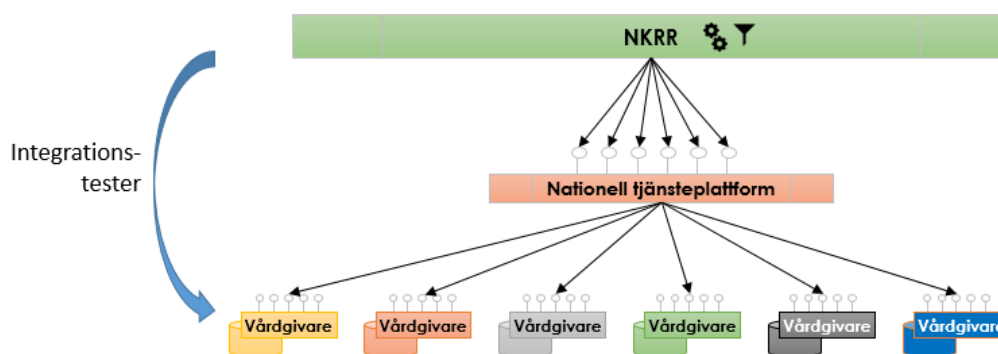 NKRR
Integrations-
tester
Nationell tjänsteplattform
Vårdgivare
Vårdgivare
Vårdgivare
Vårdgivare
Vårdgivare
Vårdgivare